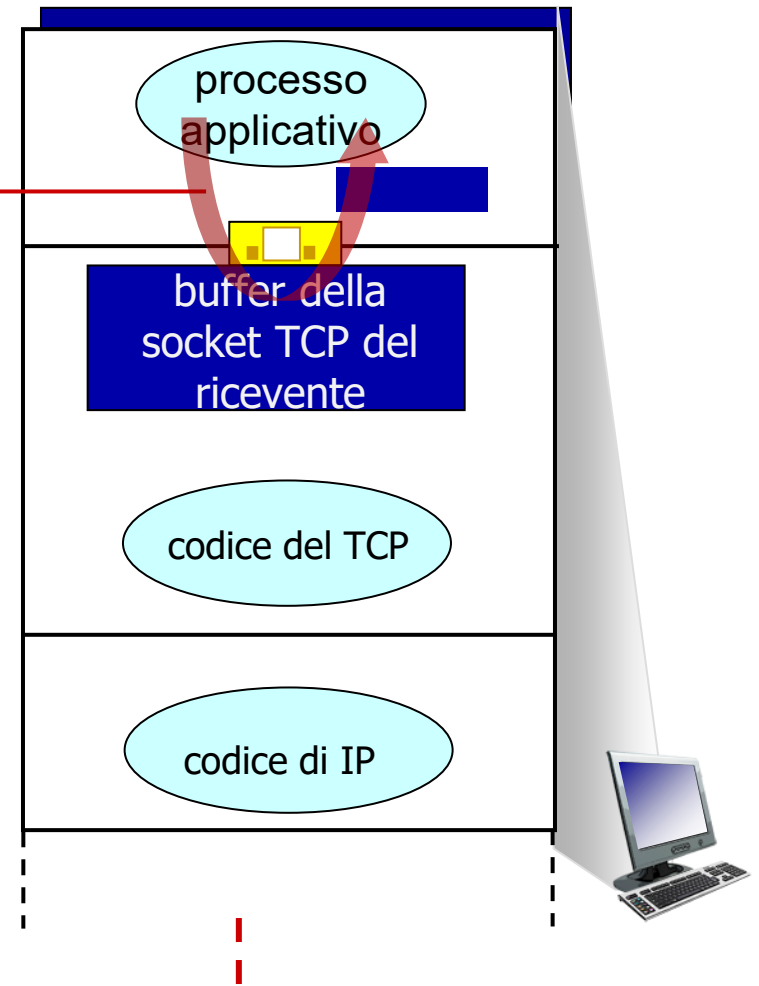 processo
applicativo
buffer della
socket TCP del
ricevente
codice del TCP
codice di IP